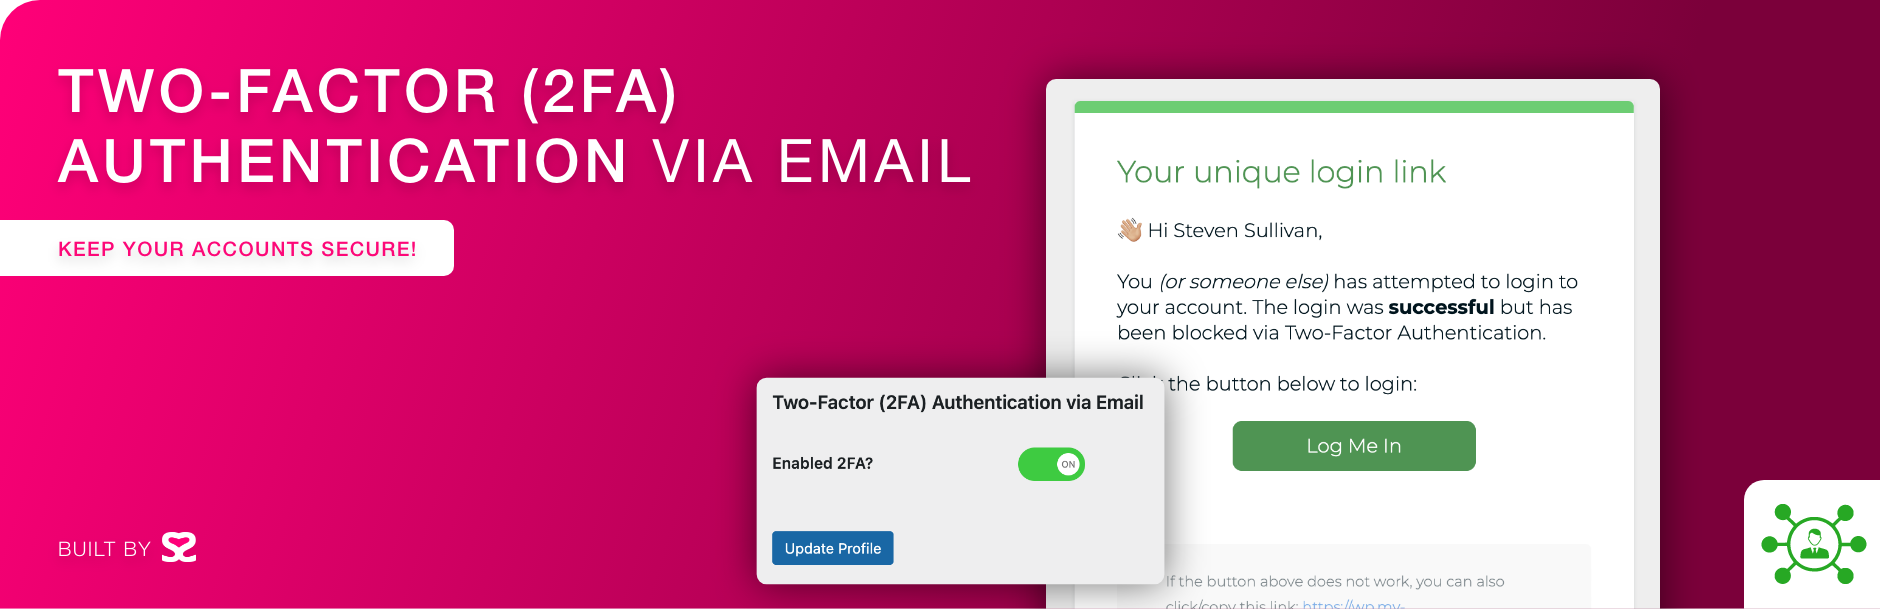 TWO-FACTOR (2FA)
AUTHENTICATION VIA EMAIL
KEEP YOUR ACCOUNTS SECURE!
BUILT BY
Two-Factor (2FA) Authentication via Email
Enabled 2FA?
ON
Update Profile
Your unique login link
👋🏼 Hi Steven Sullivan,
You (or someone else) has attempted to login to
your account. The login was successful but has
been blocked via Two-Factor Authentication.
Click the button below to login:
Log Me In
If the button above does not work, you can also
click/copy this link: https://wp.my-